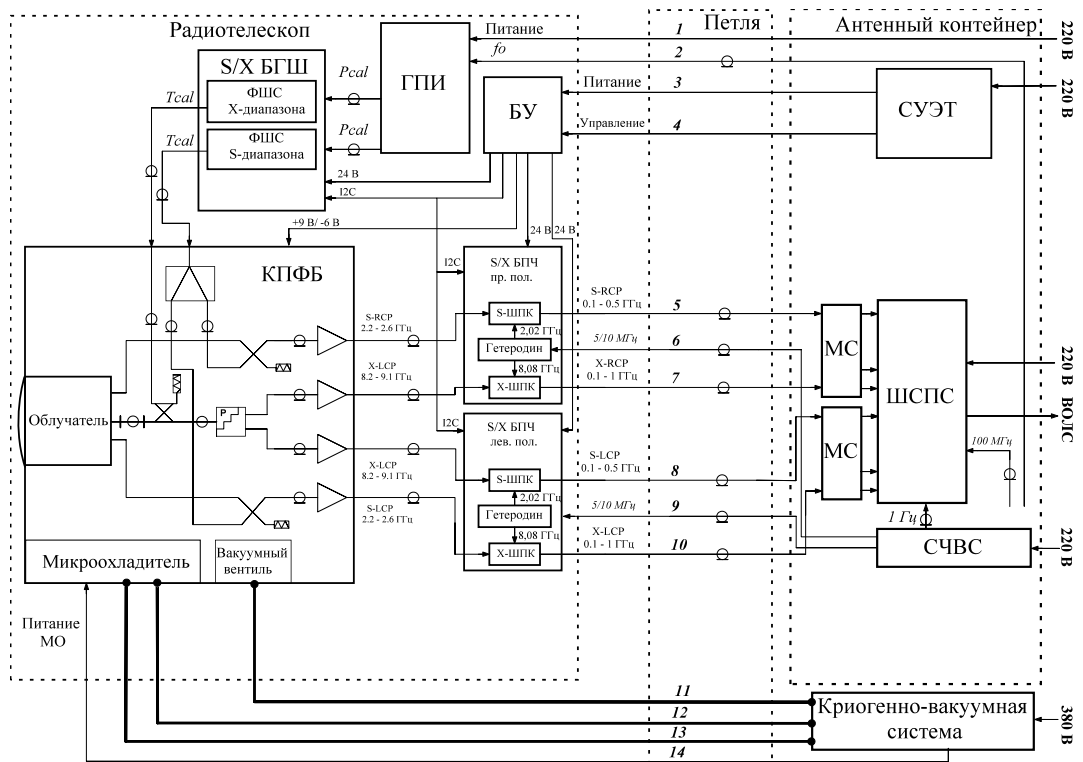 Радиотелескоп
Петля
Антенный контейнер
S/X БГШ
ФШС
X-диапазона
ФШС
S-диапазона
Tcal
Tcal
Pcal
Pcal
ГПИ
БУ
Питание
1
fo
2
Питание
3
Управление
4
СУЭТ
220 В
220 В
24 В
I2C
+9 В/ -6 В
24 В
24 В
КПФБ
I2C
S/X БПЧ
пр. пол.
S-ШПК
2,02 ГГц
Гетеродин
8,08 ГГц
X-ШПК
S-RCP
2.2 - 2.6 ГГц
X-LCP
8.2 - 9.1 ГГц
X-LCP
8.2 - 9.1 ГГц
S-LCP
2.2 - 2.6 ГГц
Облучатель
P
S-RCP
0.1 - 0.5 ГГц
5
5/10 МГц
6
X-RCP
0.1 - 1 ГГц
7
I2C
S/X БПЧ
лев. пол.
S-ШПК
2,02 ГГц
Гетеродин
8,08 ГГц
X-ШПК
S-LCP
0.1 - 0.5 ГГц
8
5/10 МГц
9
X-LCP
0.1 - 1 ГГц
10
МС
МС
ШСПС
220 В
ВОЛС
100 МГц
1 Гц
СЧВС
220 В
Микроохладитель
Вакуумный
вентиль
Питание
МО
11
12
13
14
Криогенно-вакуумная
система
380 В